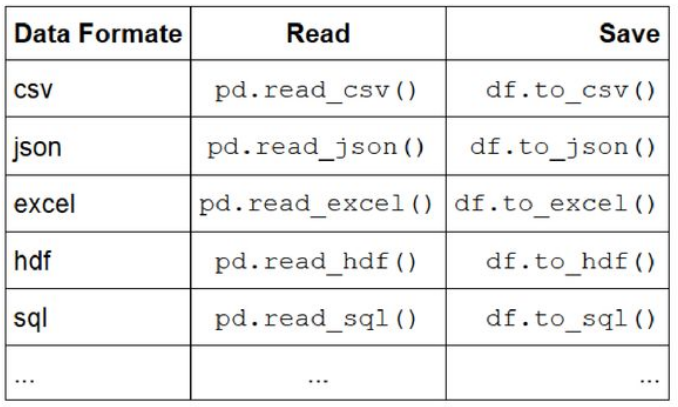 Data Formate Read Save
csv pd.read_csv() df.to_csv()
json pd.read_json() df.to_json()
excel pd.read_excel() df.to_excel()
hdf pd.read_hdf() df.to_hdf()
sql pd.read_sql() df.to_sql()
... ... ...